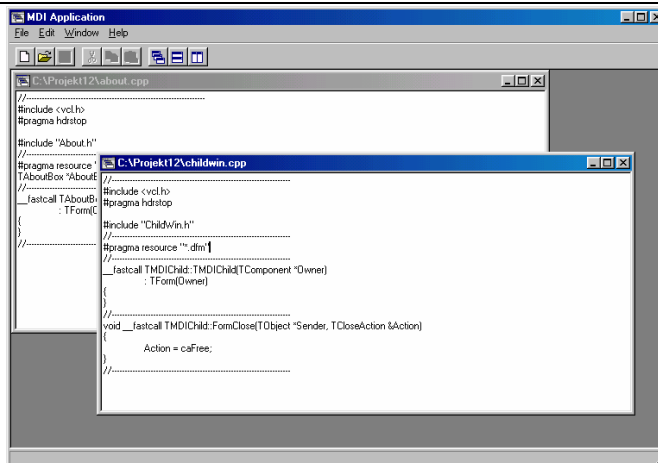 MDI Application
File Edit Window Help
C:\Projekt12\about.cpp
//----------------------------------------------------------------
#include <vcl.h>
#pragma hdrstop
#include "About.h"
//----------------------------------------------------------------
#pragma resource "
TAboutBox *AboutB
//--------------------------
__fastcall TAboutB
: TForm(O
{
}
//--------------------------
C:\Projekt12\childwin.cpp
//----------------------------------------------------------------
#include <vcl.h>
#pragma hdrstop
#include "ChildWin.h"
//----------------------------------------------------------------
#pragma resource "*.dfm"
//----------------------------------------------------------------
__fastcall TMDIChild::TMDIChild(TComponent *Owner)
: TForm(Owner)
{
}
//----------------------------------------------------------------
void __fastcall TMDIChild::FormClose(TObject *Sender, TCloseAction &Action)
{
Action = caFree;
}
//----------------------------------------------------------------